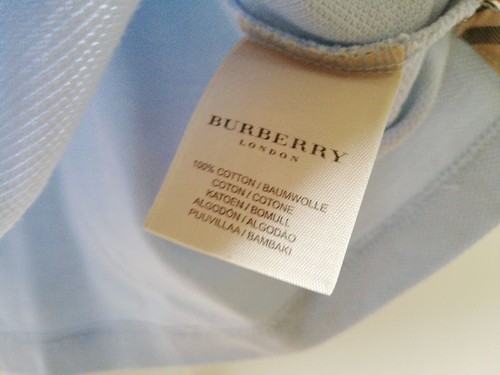 BURBERRY
LONDON
100% COTTON / BAUMWOLLE
COTON / COTONE
KATOEN / BOMULL
ALGODÓN / ALGODÃO
PUUVILLAA / BAMBAKI